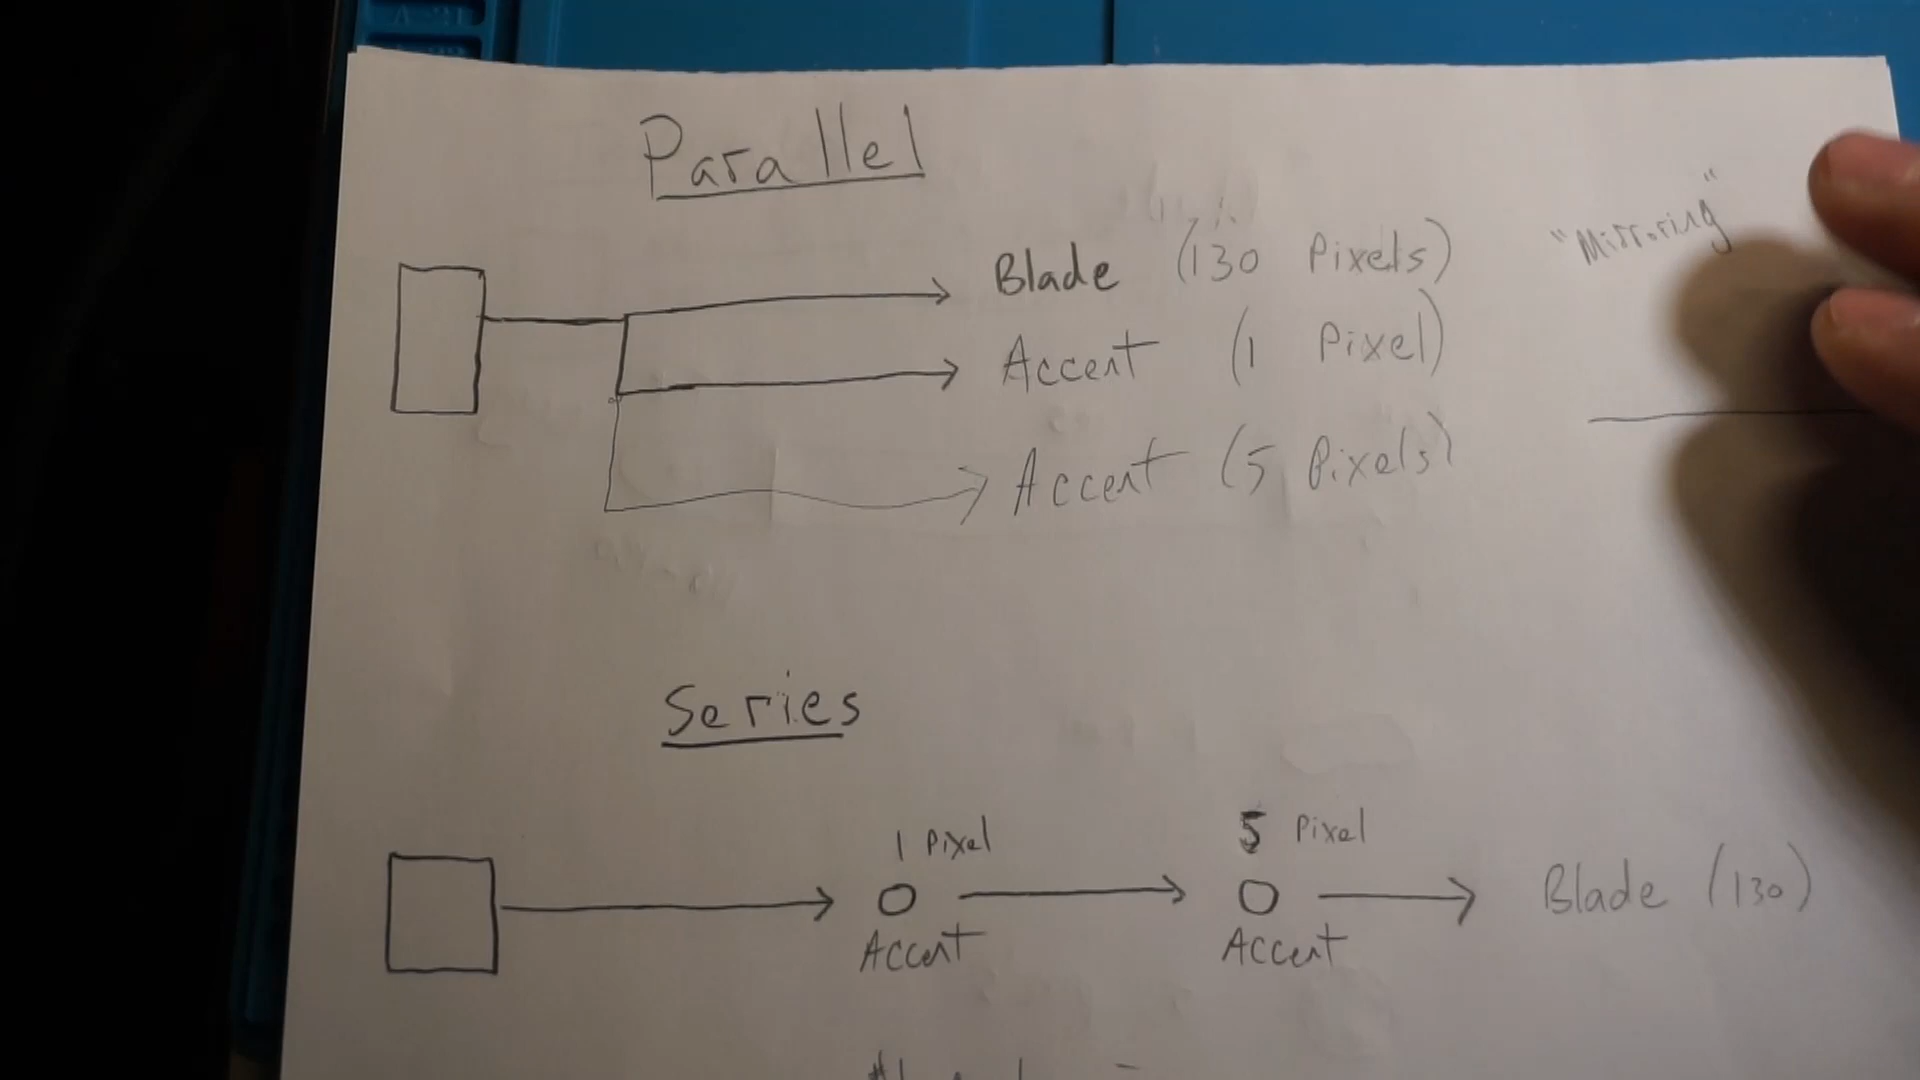 Parallel
Blade (130 Pixels) "Mirroring"
Accent (1 Pixel)
Accent (5 Pixels)
Series
1 Pixel 5 Pixel
Blade (130)
Accent Accent